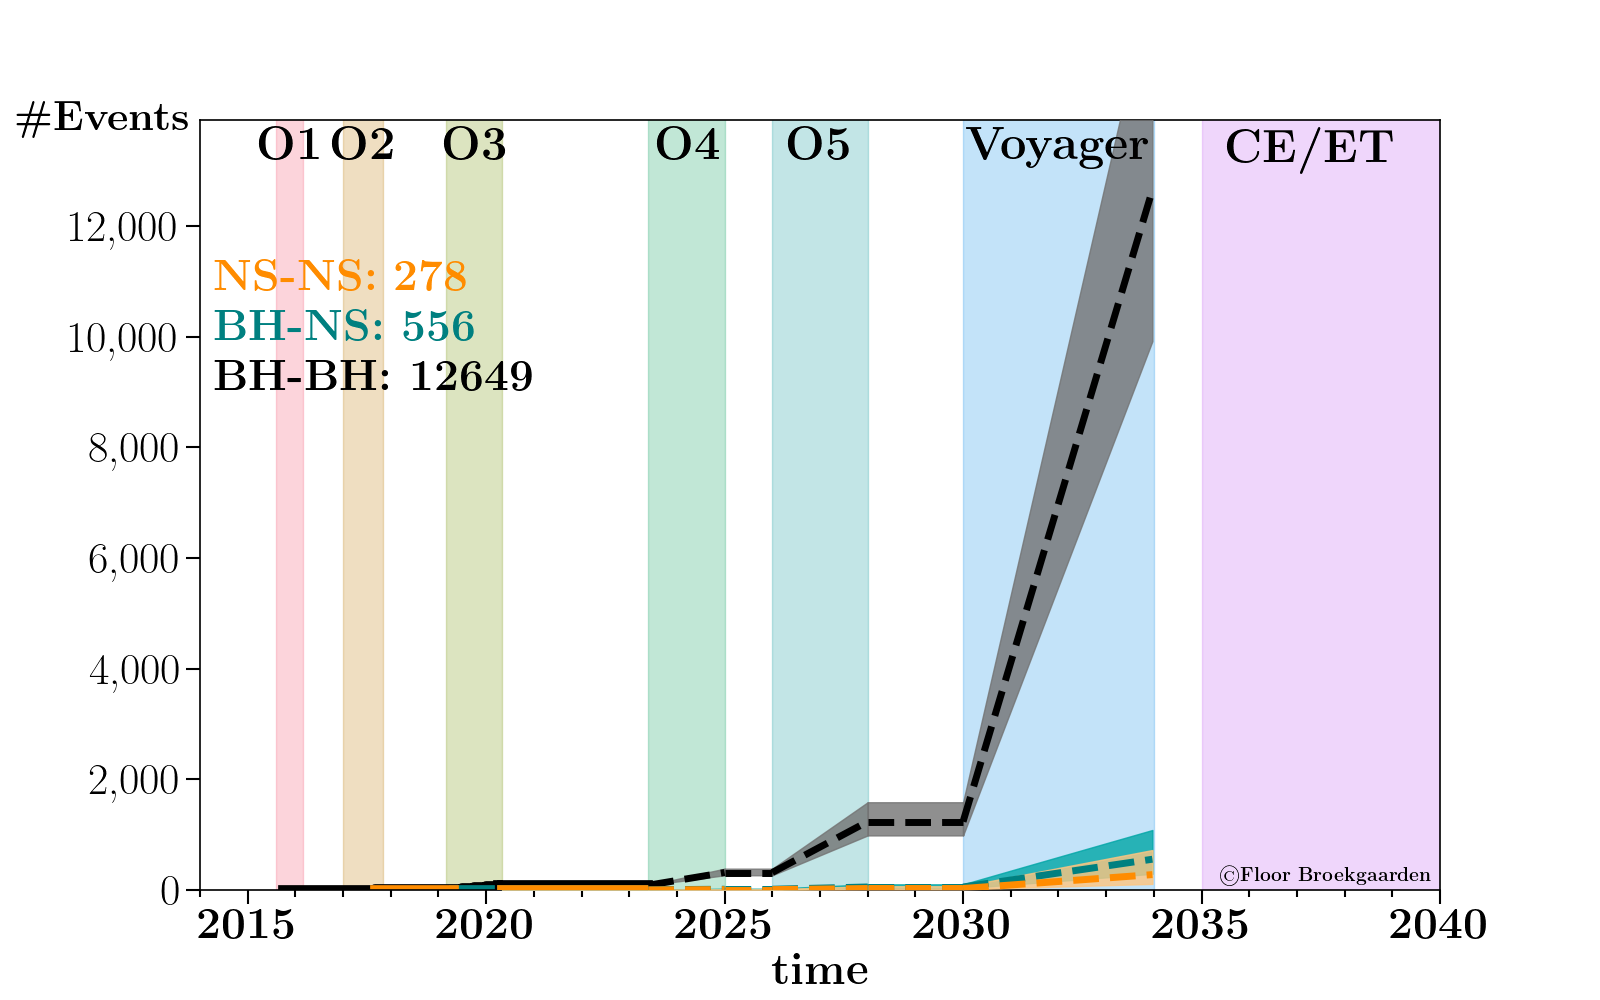 #Events
O1 O2 O3 O4 O5 Voyager CE/ET
12,000
NS-NS: 278
BH-NS: 556
10,000
BH-BH: 12649
8,000
6,000
4,000
2,000
0
©Floor Broekgaarden
2015 2020 2025 2030 2035 2040
time